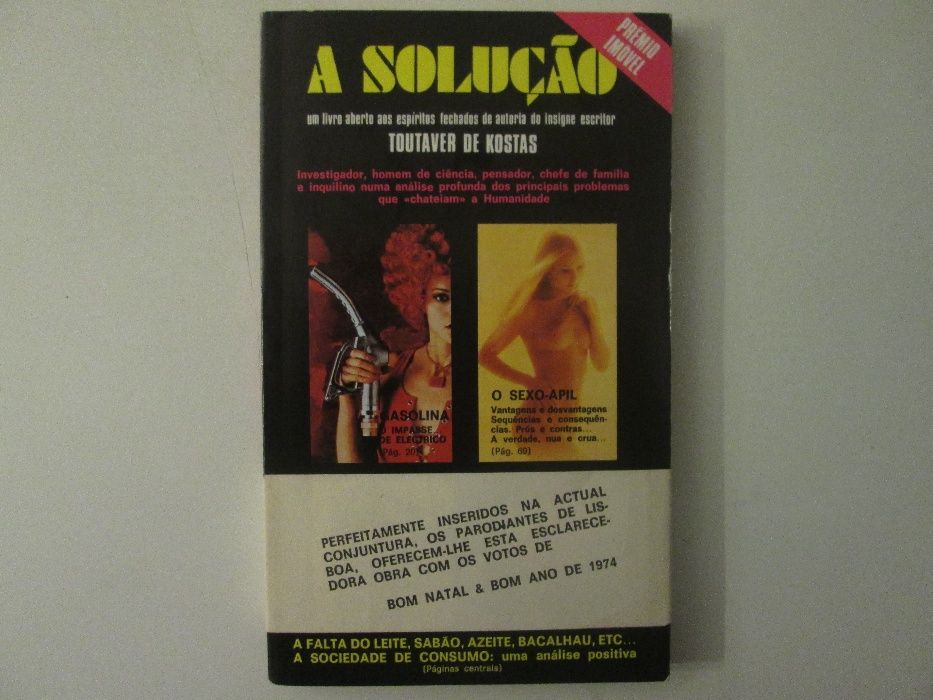 PRÉMIO
IMÓVEL
A SOLUÇÃO
um livro aberto aos espíritos fechados de autoria do insigne escritor
TOUTAVER DE KOSTAS
Investigador, homem de ciência, pensador, chefe de família
e inquilino numa análise profunda dos principais problemas
que «chateiam» a Humanidade
GASOLINA
O IMPASSE...
DE ELÉCTRICO
(Pág. 20)
O SEXO-APIL
Vantagens e desvantagens
Sequências e consequên-
cias. Prós e contras...
A verdade, nua e crua...
(Pág. 69)
PERFEITAMENTE INSERIDOS NA ACTUAL
CONJUNTURA, OS PARODIANTES DE LIS-
BOA, OFERECEM-LHE ESTA ESCLARECE-
DORA OBRA COM OS VOTOS DE
BOM NATAL & BOM ANO DE 1974
A FALTA DO LEITE, SABÃO, AZEITE, BACALHAU, ETC...
A SOCIEDADE DE CONSUMO: uma análise positiva
(Páginas centrais)